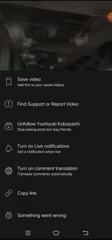 Save video
Add this to your saved videos.
Find Support or Report Video
Unfollow Yoshiyuki Kobayashi
Stop seeing posts but stay friends.
Turn on Live notifications
Get a notification when live
Turn on comment translation
Translate comments automatically
Copy link
Something went wrong